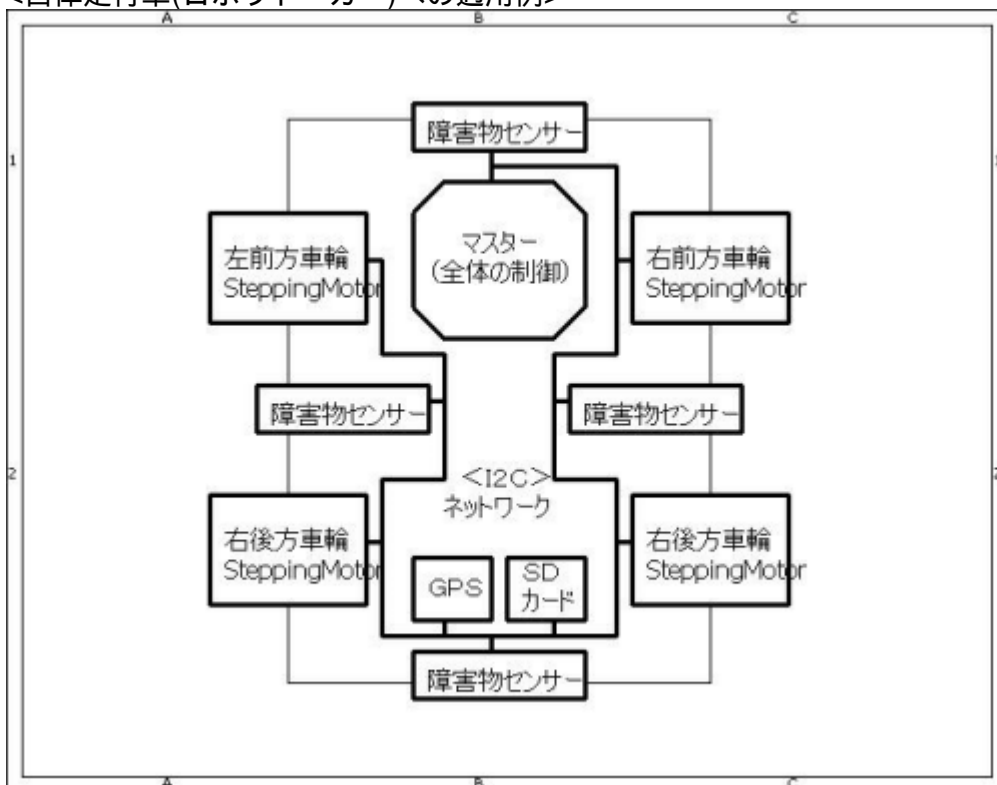 A B C
障害物センサー
1
マスター
(全体の制御)
左前方車輪
SteppingMotor
右前方車輪
SteppingMotor
障害物センサー
障害物センサー
2
<I2C>
ネットワーク
右後方車輪
SteppingMotor
右後方車輪
SteppingMotor
GPS
SD
カード
障害物センサー
A B C